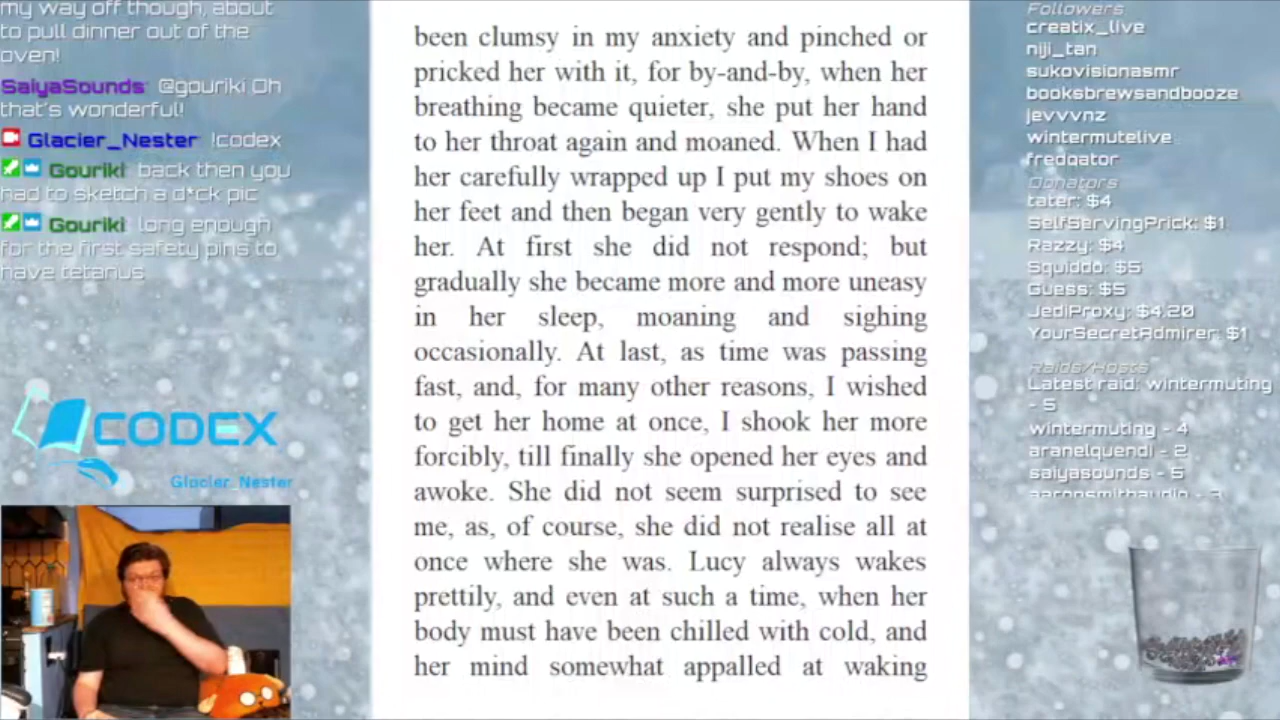 my way off though, about
to pull dinner out of the
oven!
SaiyaSounds: @gouriki Oh
that's wonderful!
Glacier_Nester: !codex
Gouriki: back then you
had to sketch a d*ck pic
Gouriki: long enough
for the first safety pins to
have tetanus
CODEX
Glacier_Nester
been clumsy in my anxiety and pinched or
pricked her with it, for by-and-by, when her
breathing became quieter, she put her hand
to her throat again and moaned. When I had
her carefully wrapped up I put my shoes on
her feet and then began very gently to wake
her. At first she did not respond; but
gradually she became more and more uneasy
in her sleep, moaning and sighing
occasionally. At last, as time was passing
fast, and, for many other reasons, I wished
to get her home at once, I shook her more
forcibly, till finally she opened her eyes and
awoke. She did not seem surprised to see
me, as, of course, she did not realise all at
once where she was. Lucy always wakes
prettily, and even at such a time, when her
body must have been chilled with cold, and
her mind somewhat appalled at waking
Followers
creatix_live
niji_tan
sukovisionasmr
booksbrewsandbooze
jevvvnz
wintermutelive
fredgator
Donators
tater: $4
SelfServingPrick: $1
Razzy: $4
Squiddo: $5
Guess: $5
JediProxy: $4.20
YourSecretAdmirer: $1
Raids/Hosts
Latest raid: wintermuting
- 5
wintermuting - 4
aranelquendi - 2
saiyasounds - 5
aaronsmithaudio - 3